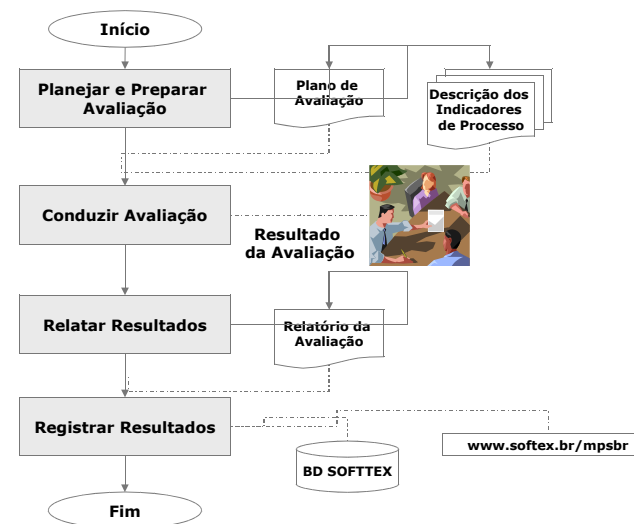 Início
Planejar e Preparar
Avaliação
Plano de
Avaliação
Descrição dos
Indicadores
de Processo
Conduzir Avaliação
Resultado
da Avaliação
Relatar Resultados
Relatório da
Avaliação
Registrar Resultados
BD SOFTTEX
www.softex.br/mpsbr
Fim